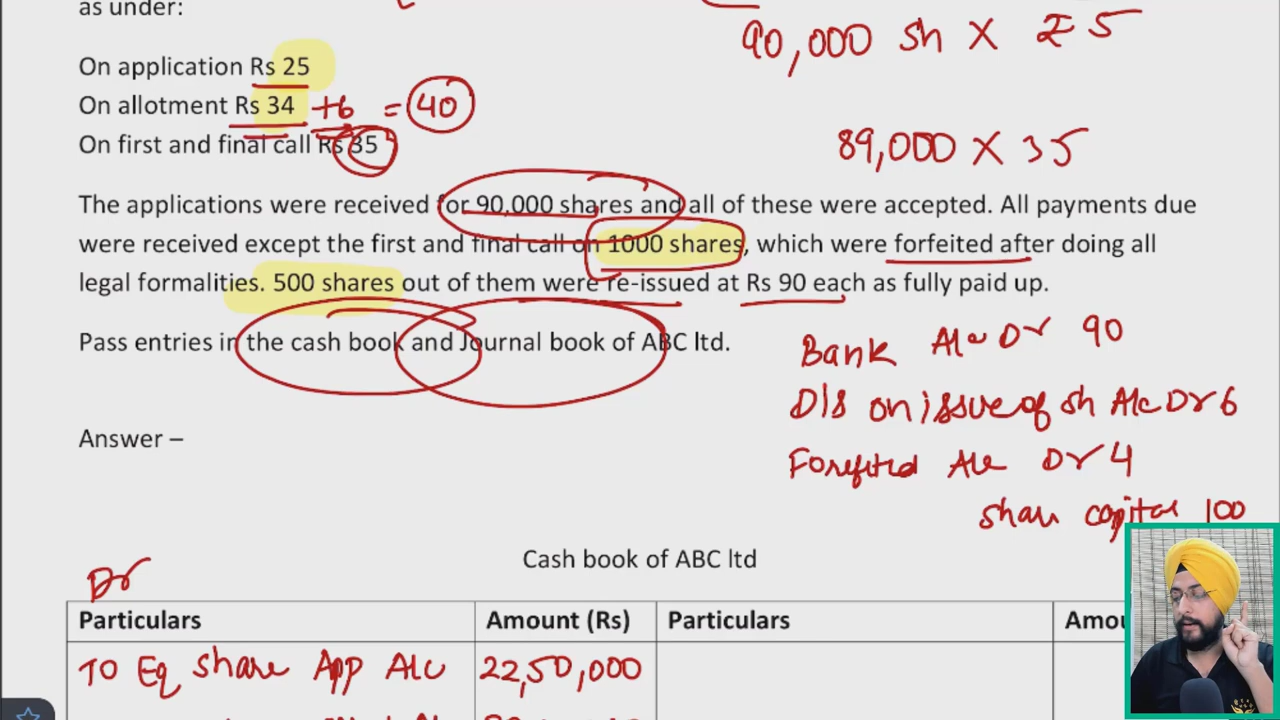 as under:
90,000 sh X 25
On application Rs 25
On allotment Rs 34 +6 = 40
On first and final call Rs 35
89,000 X 35
The applications were received for 90,000 shares and all of these were accepted. All payments due
were received except the first and final call on 1000 shares, which were forfeited after doing all
legal formalities. 500 shares out of them were re-issued at Rs 90 each as fully paid up.
Pass entries in the cash book and Journal book of ABC ltd.
Bank A/c Dr 90
Dis on issue of sh A/c Dr 6
Answer –
Forefited A/c Dr 4
share capital 100
Cash book of ABC ltd
Dr
Particulars Amount (Rs) Particulars Amou
To Eq share App A/c 22,50,000